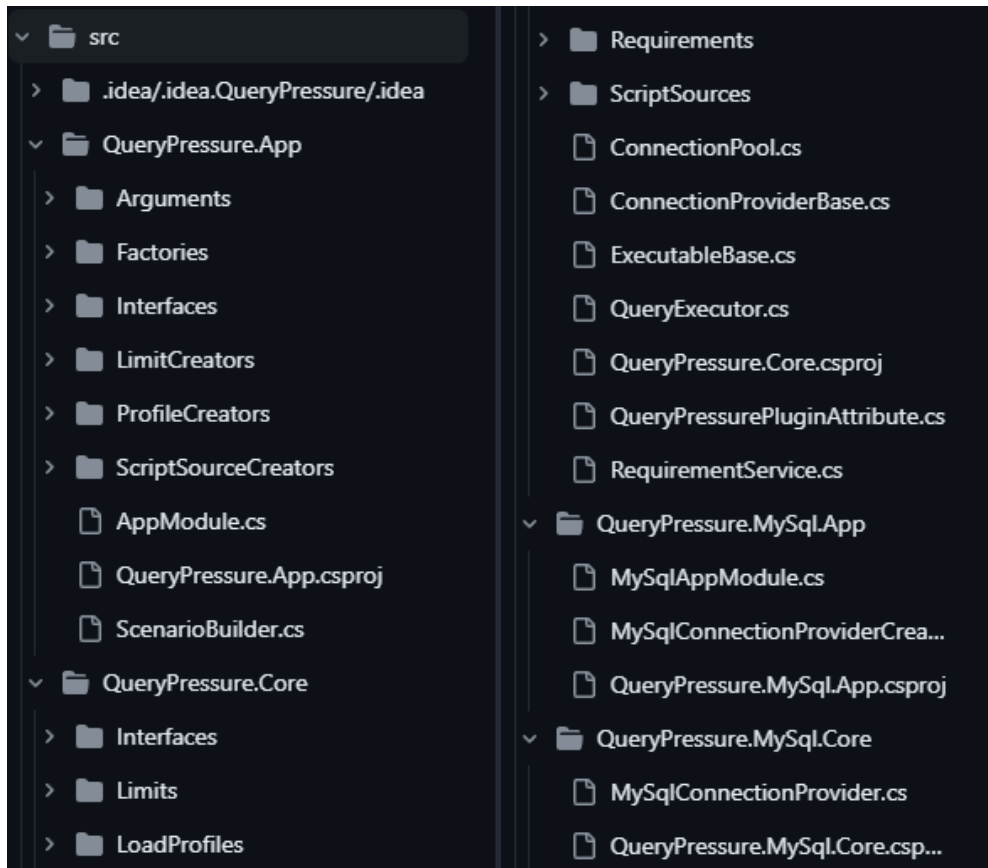 src
.idea/.idea.QueryPressure/.idea
QueryPressure.App
Arguments
Factories
Interfaces
LimitCreators
ProfileCreators
ScriptSourceCreators
AppModule.cs
QueryPressure.App.csproj
ScenarioBuilder.cs
QueryPressure.Core
Interfaces
Limits
LoadProfiles
Requirements
ScriptSources
ConnectionPool.cs
ConnectionProviderBase.cs
ExecutableBase.cs
QueryExecutor.cs
QueryPressure.Core.csproj
QueryPressurePluginAttribute.cs
RequirementService.cs
QueryPressure.MySql.App
MySqlAppModule.cs
MySqlConnectionProviderCrea...
QueryPressure.MySql.App.csproj
QueryPressure.MySql.Core
MySqlConnectionProvider.cs
QueryPressure.MySql.Core.csp...